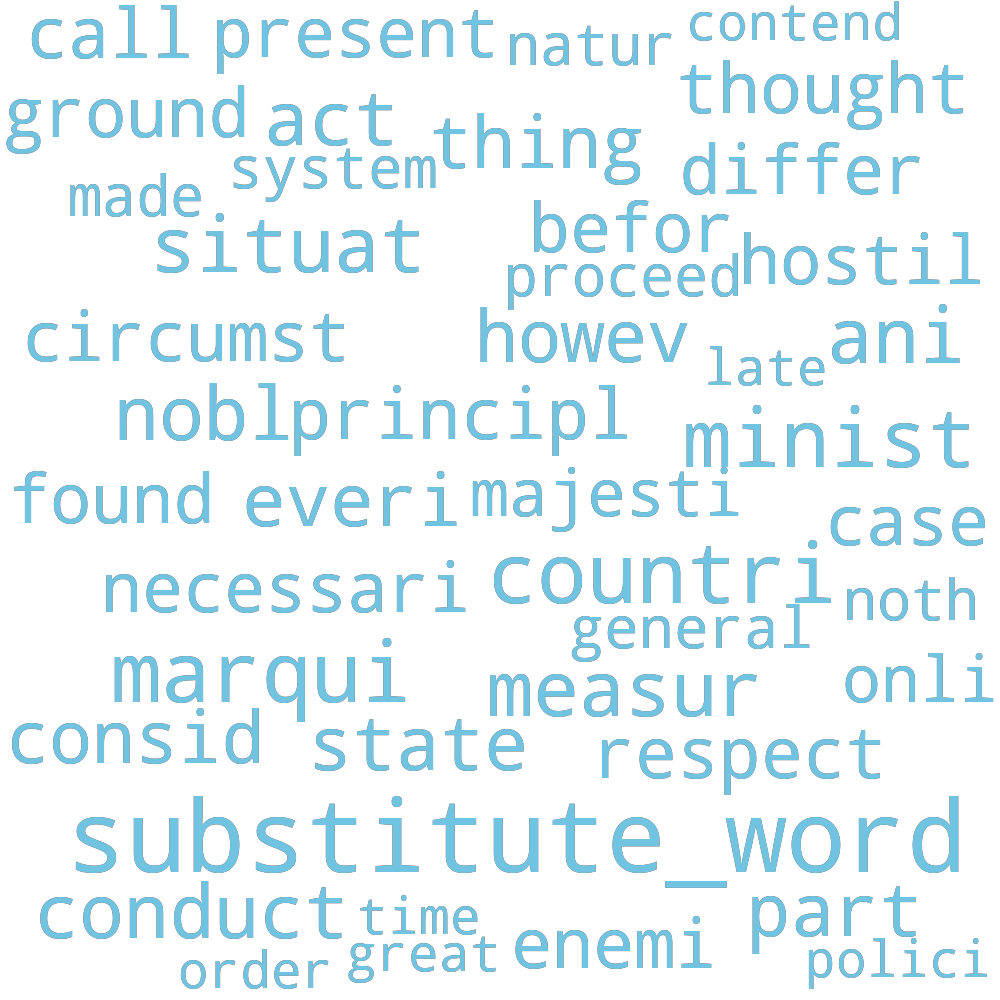 call present natur contend
thought
ground act thing
system differ
made
situat befor hostil
proceed
circumst howev ani
late
nobl principl minist
found everi majesti case
necessari countri noth
general
marqui measur onli
consid state respect
substitute_word
conduct time part
great enemi polici
order